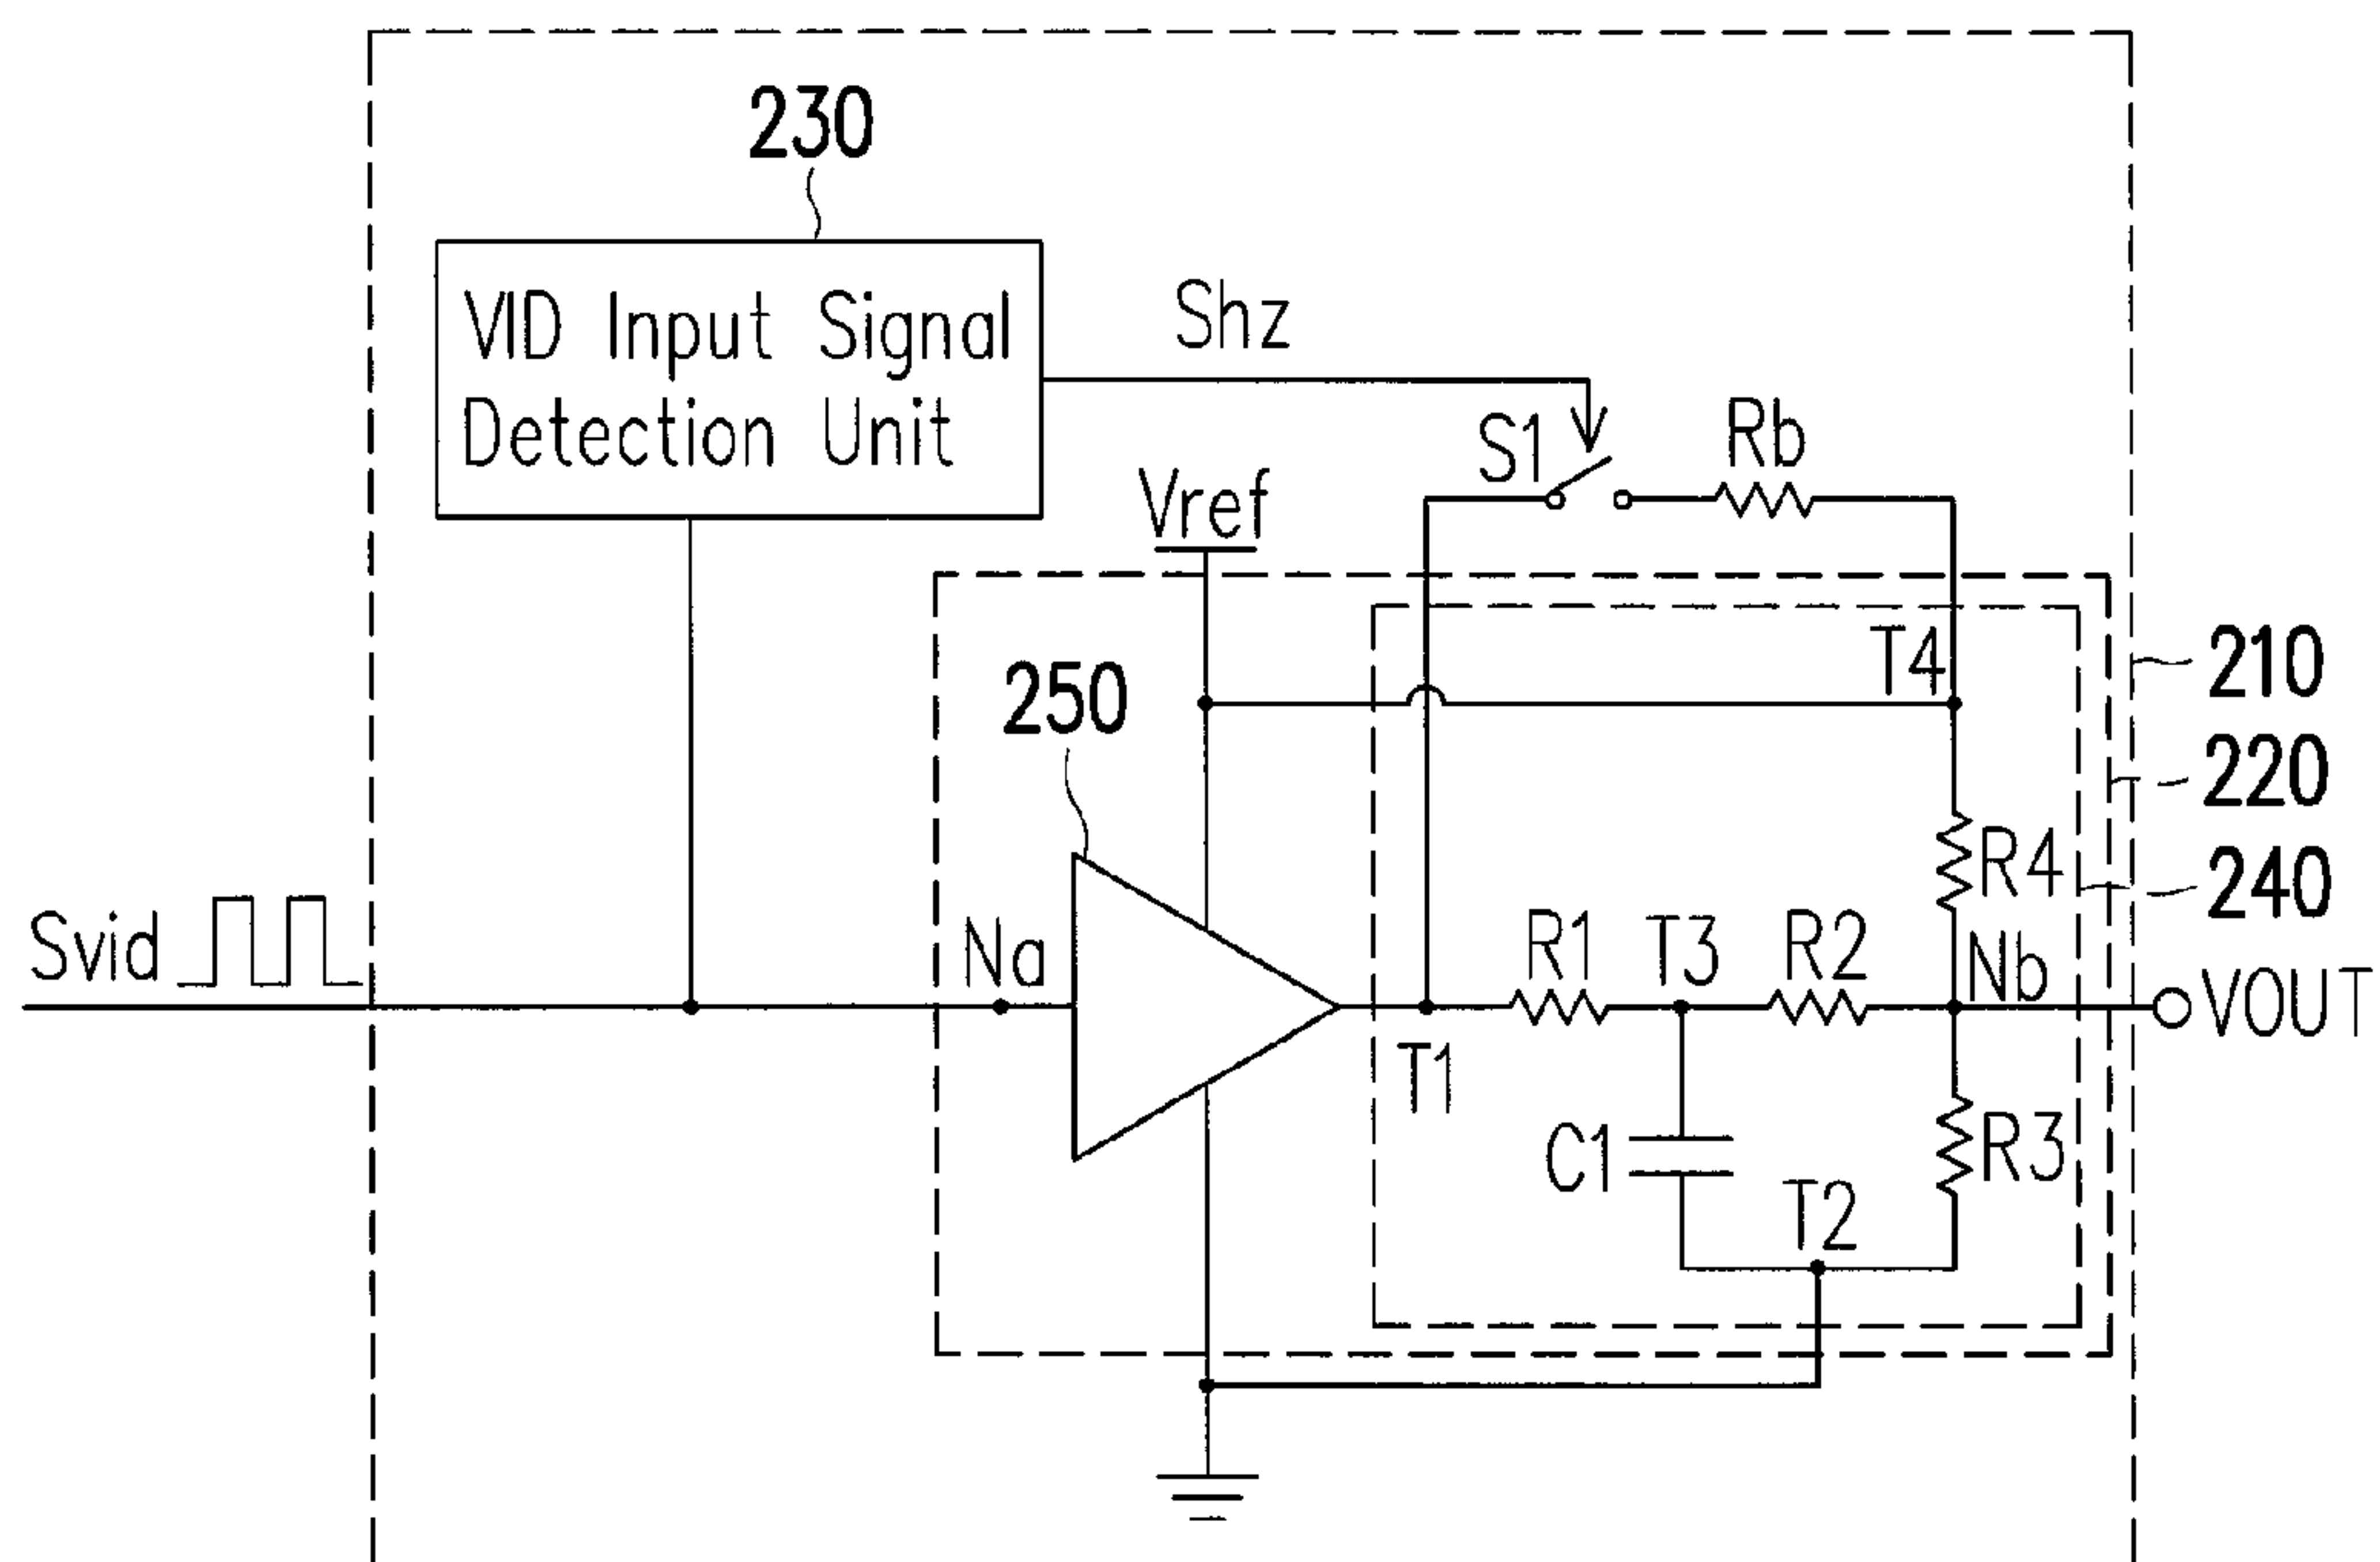 230
VID Input Signal
Detection Unit
Shz
S1
Rb
Vref
T4
210
250
220
R4
240
Svid
Na
R1
T3
R2
Nb
VOUT
T1
C1
R3
T2